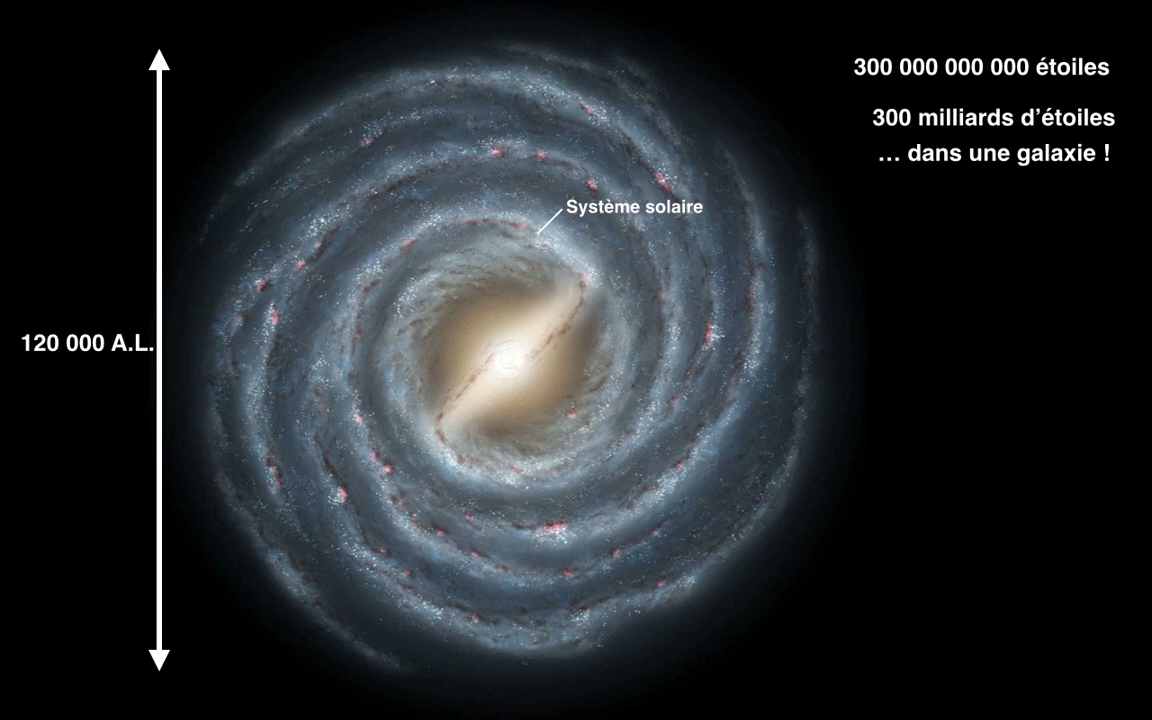 300 000 000 000 étoiles
300 milliards d’étoiles
… dans une galaxie !
Système solaire
120 000 A.L.